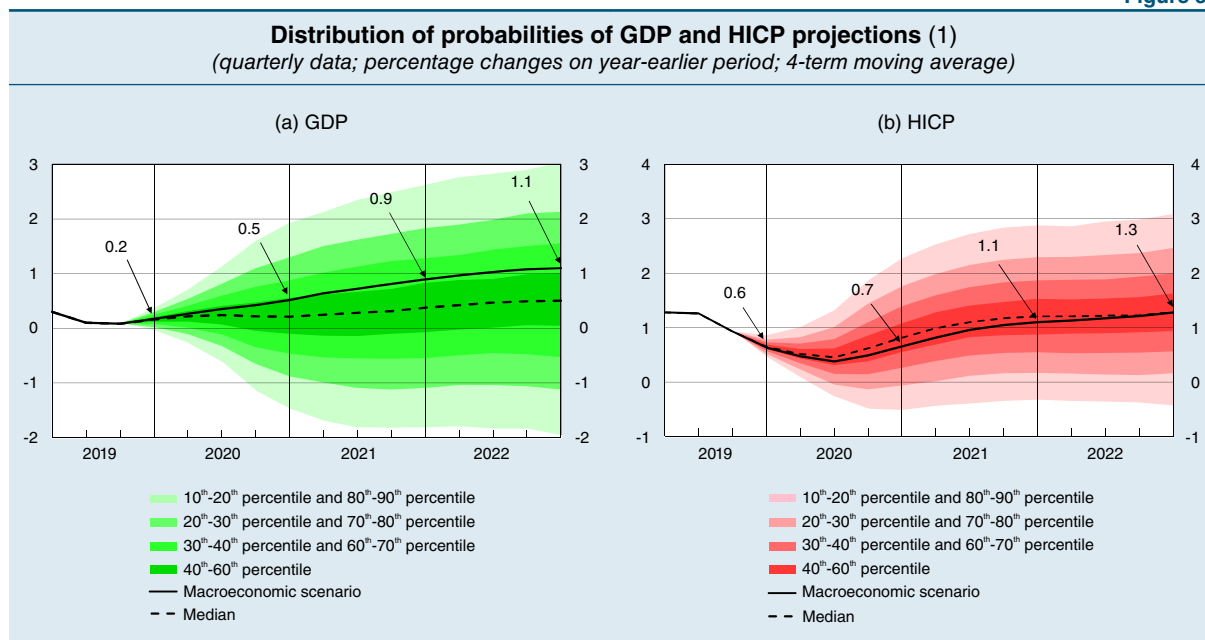 Distribution of probabilities of GDP and HICP projections (1)
(quarterly data; percentage changes on year-earlier period; 4-term moving average)
(a) GDP
3
2
1
0
-1
-2
3
2
1
0
-1
-2
0.2
0.5
0.9
1.1
2019
2020
2021
2022
10th-20th percentile and 80th-90th percentile
20th-30th percentile and 70th-80th percentile
30th-40th percentile and 60th-70th percentile
40th-60th percentile
Macroeconomic scenario
Median
(b) HICP
4
3
2
1
0
-1
4
3
2
1
0
-1
0.6
0.7
1.1
1.3
2019
2020
2021
2022
10th-20th percentile and 80th-90th percentile
20th-30th percentile and 70th-80th percentile
30th-40th percentile and 60th-70th percentile
40th-60th percentile
Macroeconomic scenario
Median